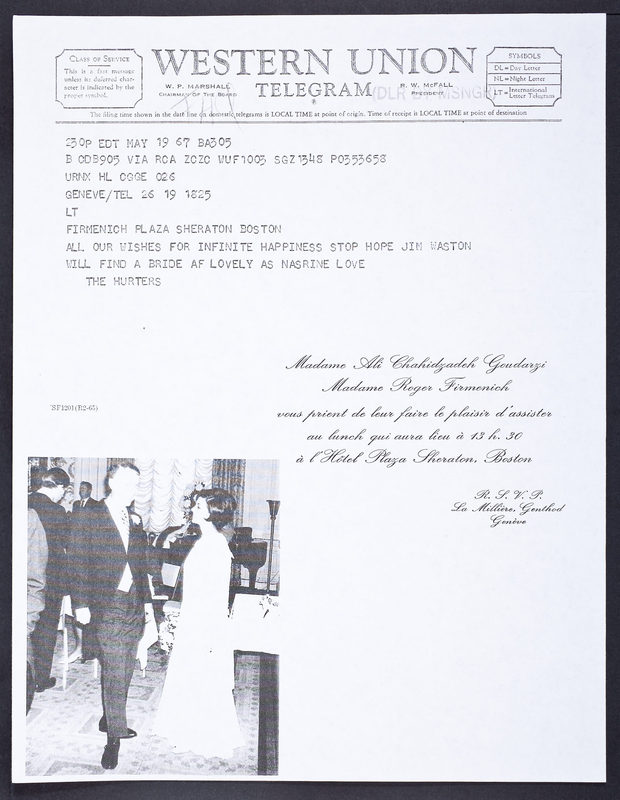 CLASS OF SERVICE
This is a fast message
unless its deferred char-
acter is indicated by the
proper symbol.
WESTERN UNION
TELEGRAM
W. P. MARSHALL
CHAIRMAN OF THE BOARD
R. W. McFALL
PRESIDENT
SYMBOLS
DL=Day Letter
NL=Night Letter
LT=International
Letter Telegram
The filing time shown in the date line on domestic telegrams is LOCAL TIME at point of origin. Time of receipt is LOCAL TIME at point of destination
230P EDT MAY 19 67 BA305
B CDB905 VIA RCA ZCZC WUF1003 SGZ1348 P0353658
URNX HL CGGE 026
GENEVE/TEL 26 19 1825
LT
FIRMENICH PLAZA SHERATON BOSTON
ALL OUR WISHES FOR INFINITE HAPPINESS STOP HOPE JIM WASTON
WILL FIND A BRIDE AF LOVELY AS NASRINE LOVE
THE HURTERS
Madame Ali Chahidzadeh Goudarzi
Madame Roger Firmenich
vous prient de leur faire le plaisir d'assister
au lunch qui aura lieu à 13 h. 30
à l'Hôtel Plaza Sheraton, Boston
SF1201(R2-65)
R. S. V. P.
La Millière, Genthod
Genève